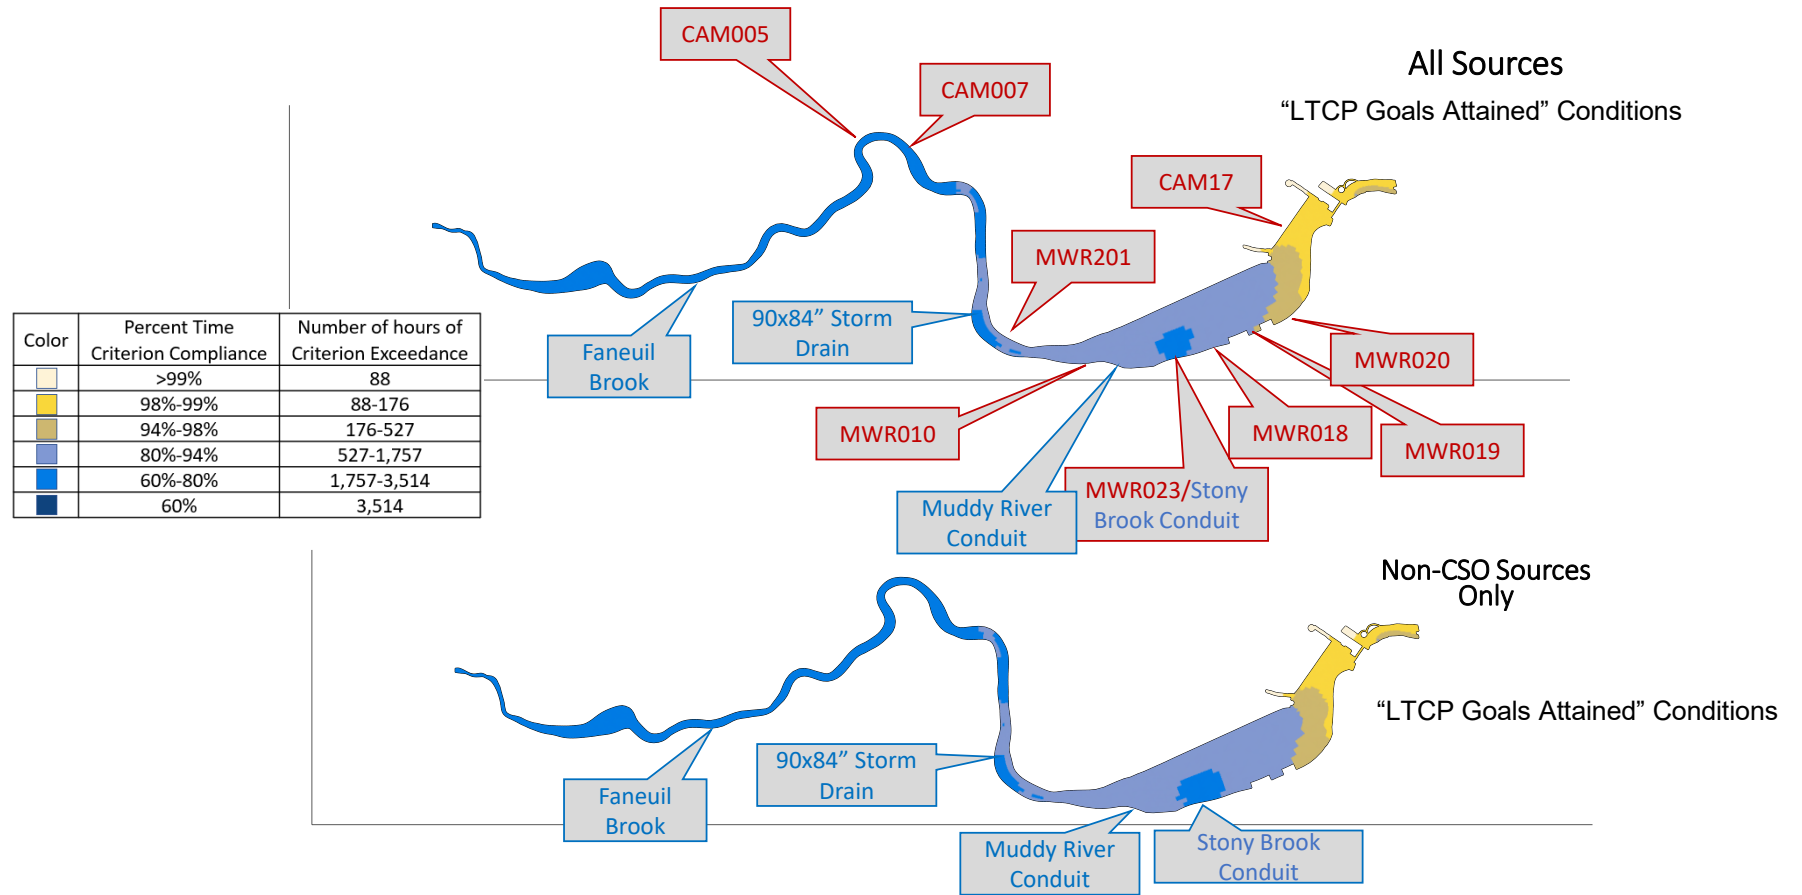 CAM005
All Sources
CAM007
“LTCP Goals Attained” Conditions
CAM17
MWR201
90x84” Storm
Drain
Faneuil
Brook
MWR020
MWR010
MWR018
MWR019
MWR023/Stony
Brook Conduit
Muddy River
Conduit
Color
Percent Time
Criterion Compliance
Number of hours of
Criterion Exceedance
>99% 88
98%-99% 88-176
94%-98% 176-527
80%-94% 527-1,757
60%-80% 1,757-3,514
60% 3,514
Non-CSO Sources
Only
“LTCP Goals Attained” Conditions
90x84” Storm
Drain
Faneuil
Brook
Muddy River
Conduit
Stony Brook
Conduit